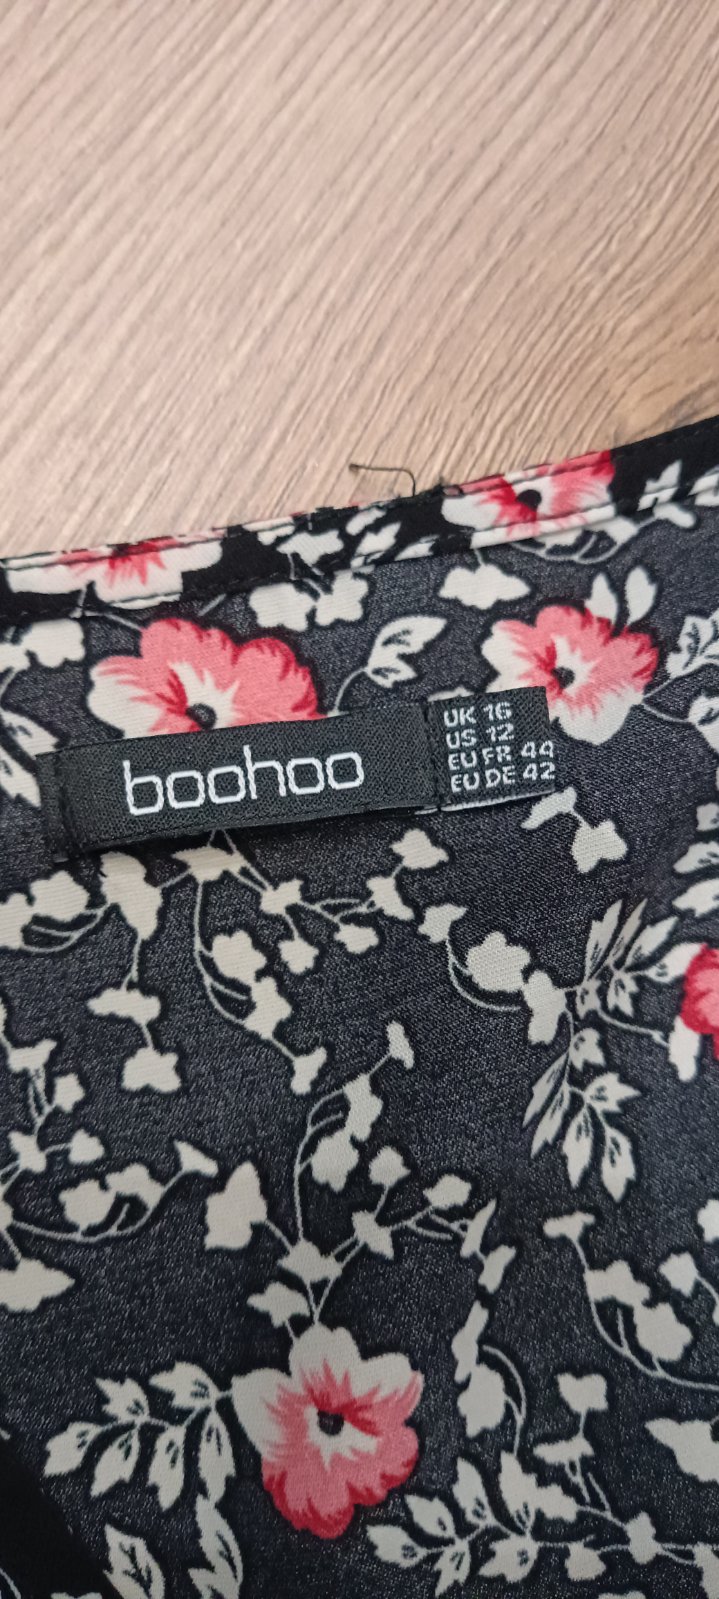 boohoo
UK 16
US 12
EU FR 44
EU DE 42